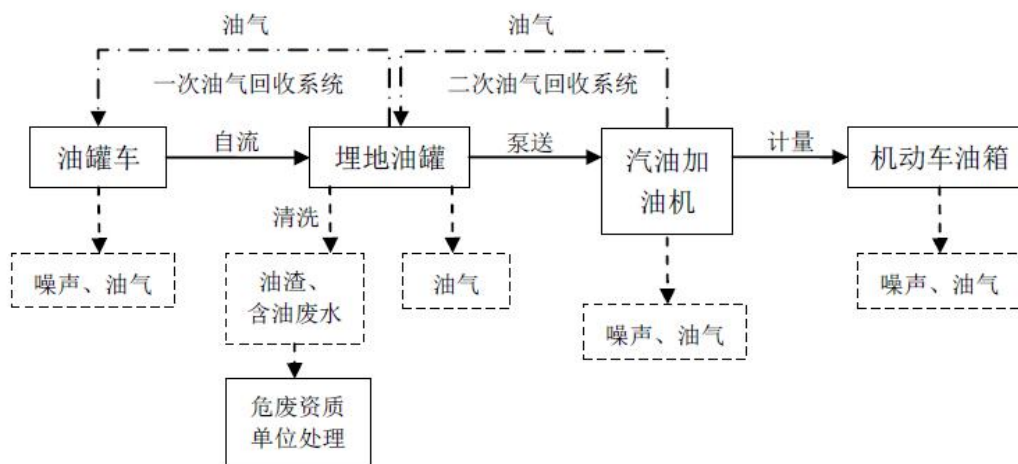 油气
油气
一次油气回收系统
二次油气回收系统
油罐车
自流
埋地油罐
泵送
汽油加
油机
计量
机动车油箱
清洗
噪声、油气
油渣、
含油废水
油气
噪声、油气
噪声、油气
危废资质
单位处理